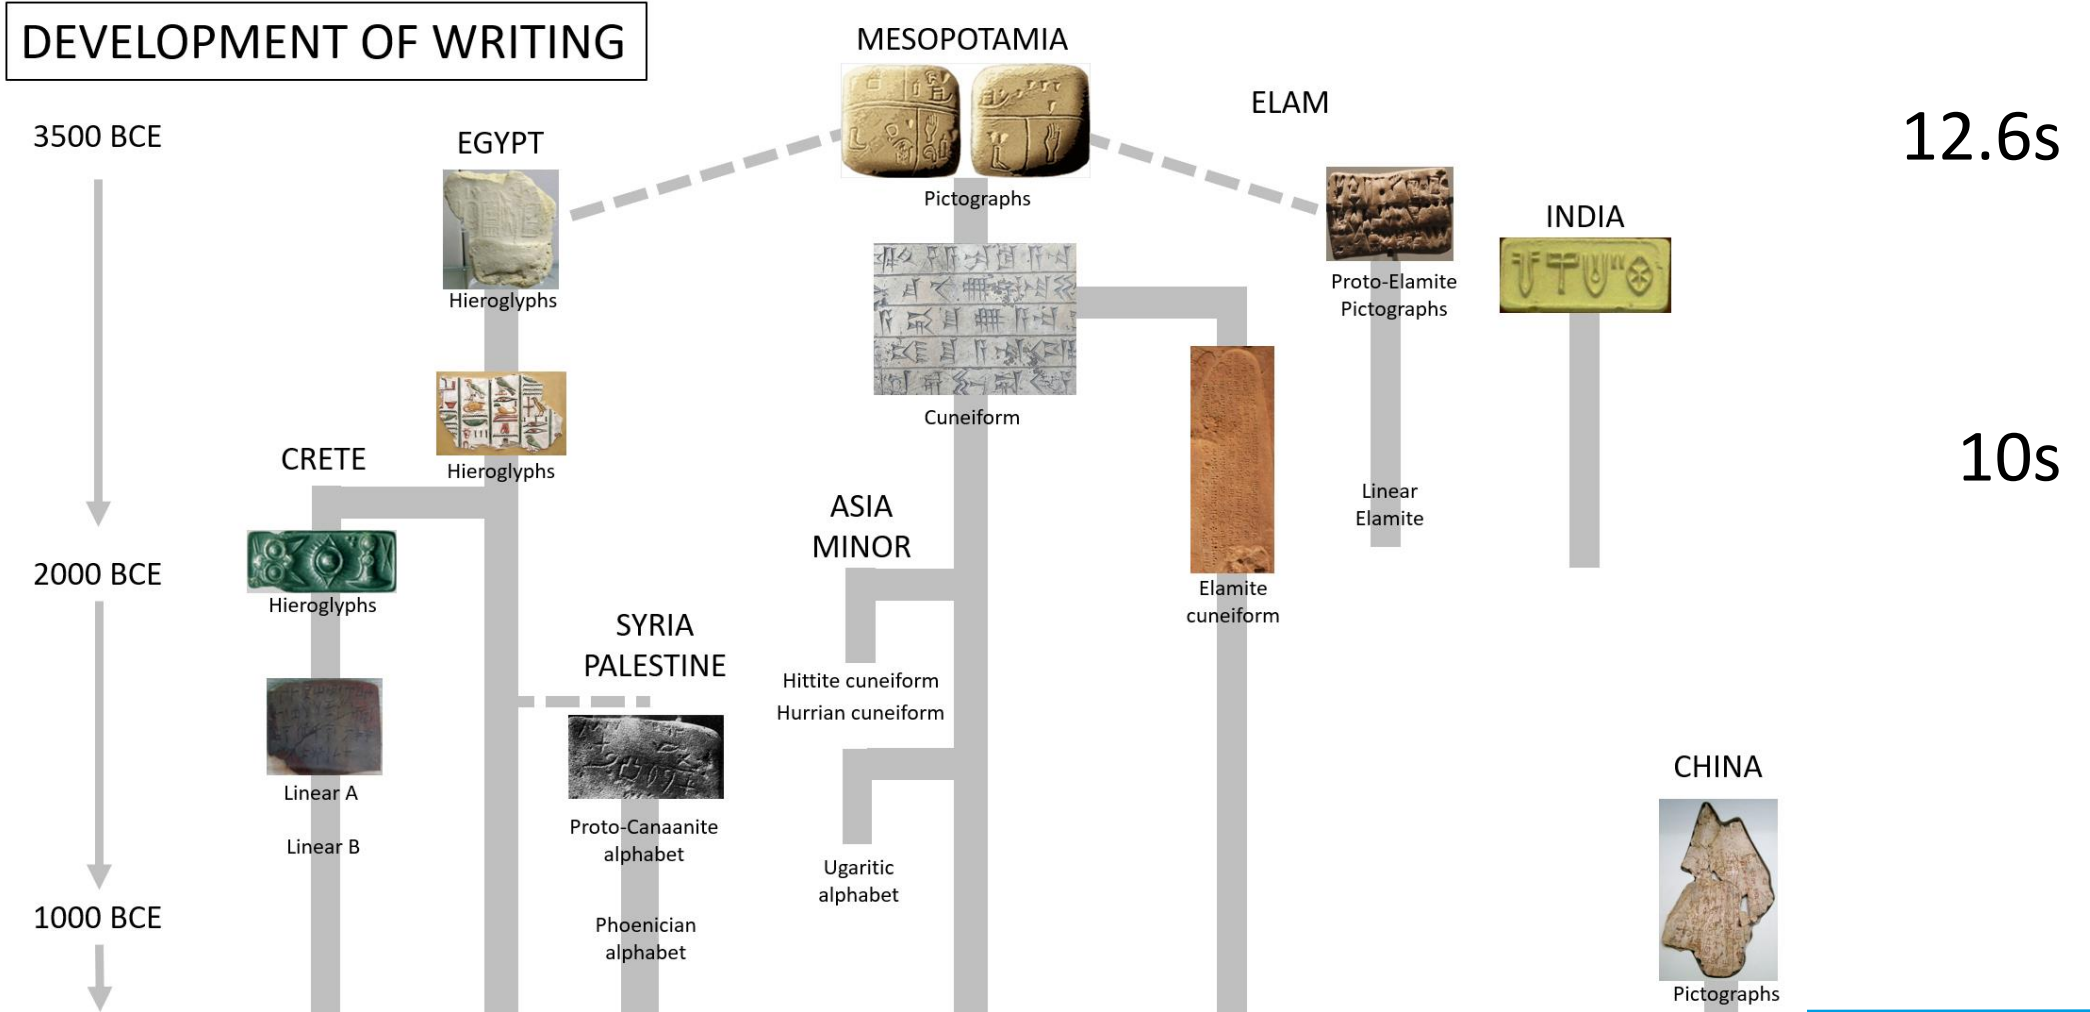 DEVELOPMENT OF WRITING
MESOPOTAMIA
ELAM
3500 BCE
EGYPT
12.6s
Pictographs
INDIA
Hieroglyphs
Proto-Elamite
Pictographs
Cuneiform
CRETE
Hieroglyphs
10s
Linear
Elamite
ASIA
MINOR
2000 BCE
Hieroglyphs
Elamite
cuneiform
SYRIA
PALESTINE
Hittite cuneiform
Hurrian cuneiform
CHINA
Linear A
Proto-Canaanite
alphabet
Linear B
Ugaritic
alphabet
1000 BCE
Phoenician
alphabet
Pictographs